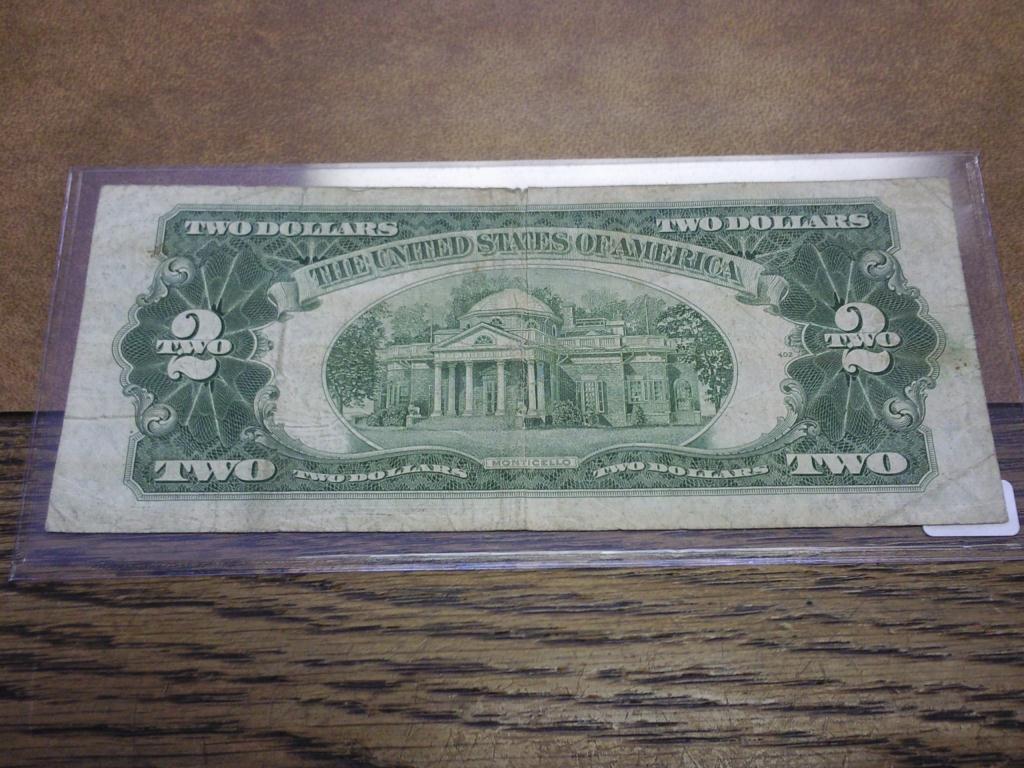 TWO DOLLARS TWO DOLLARS
THE UNITED STATES OF AMERICA
2 TWO 2 TWO
402
TWO TWO DOLLARS MONTICELLO TWO DOLLARS TWO